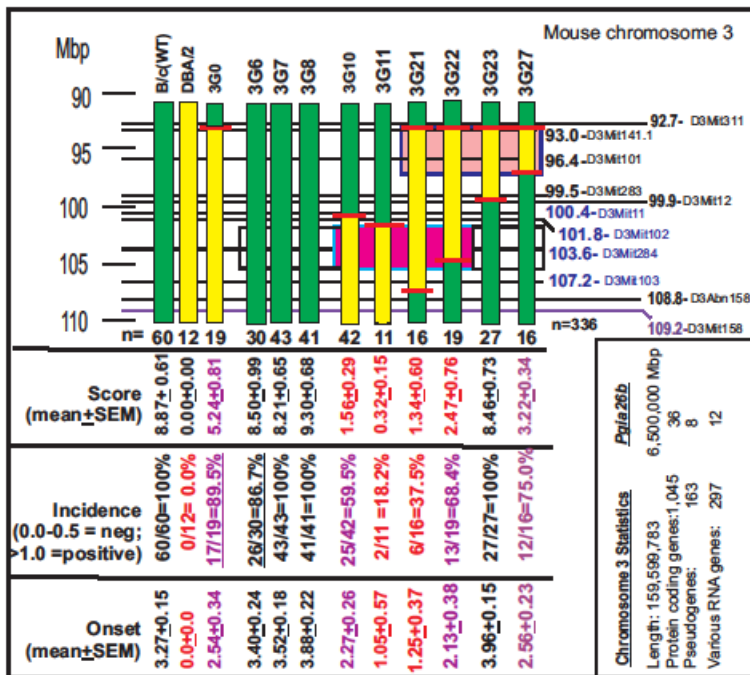 Mouse chromosome 3
Mbp
B/c(WT)
DBA/2
3G0
3G6
3G7
3G8
3G10
3G11
3G21
3G22
3G23
3G27
90
95
100
105
110
92.7- D3Mit311
93.0-D3Mit141.1
96.4-D3Mit101
99.5-D3Mit283
99.9-D3Mit12
100.4-D3Mit11
101.8- D3Mit102
103.6- D3Mit284
107.2- D3Mit103
108.8-D3Abn158
109.2-D3Mit158
n= 60 12 19 30 43 41 42 11 16 19 27 16 n=336
Score
(mean±SEM)
8.87± 0.61
0.00±0.00
5.24±0.81
8.50±0.99
8.21±0.65
9.30±0.68
1.56±0.29
0.32±0.15
1.34±0.60
2.47±0.76
8.46±0.73
3.22±0.34
Incidence
(0.0-0.5 = neg;
>1.0 =positive)
60/60=100%
0/12= 0.0%
17/19=89.5%
26/30=86.7%
43/43=100%
41/41=100%
25/42=59.5%
2/11 =18.2%
6/16=37.5%
13/19=68.4%
27/27=100%
12/16=75.0%
Onset
(mean±SEM)
3.27±0.15
0.0±0.0
2.54±0.34
3.40±0.24
3.52±0.18
3.88±0.22
2.27±0.26
1.05±0.57
1.25±0.37
2.13±0.38
3.96±0.15
2.56±0.23
Chromosome 3 Statistics Pgia26b
Length: 159,599,783 6,500,000 Mbp
Protein coding genes:1,045 36
Pseudogenes: 163 8
Various RNA genes: 297 12